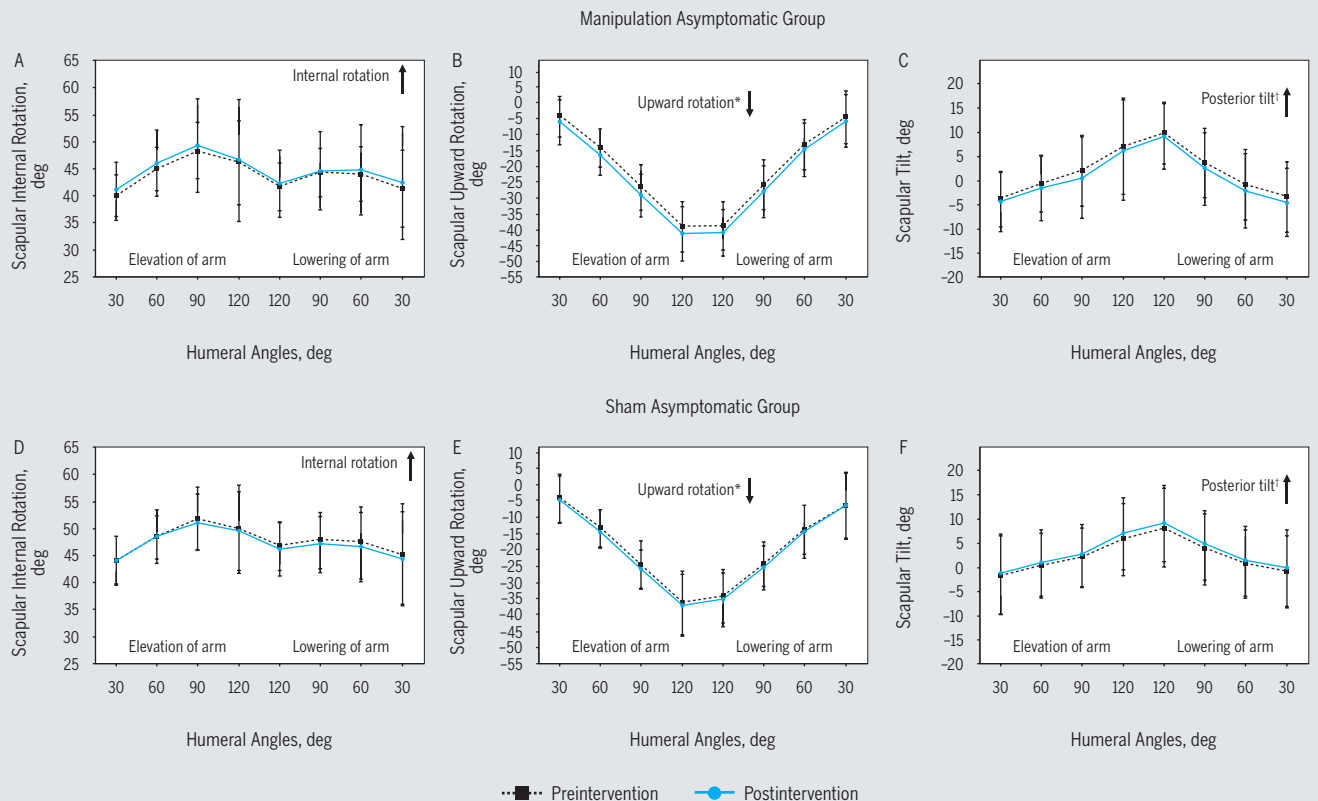 Manipulation Asymptomatic Group
A
Scapular Internal Rotation,
deg
65
60
55
50
45
40
35
30
25
Internal rotation
Elevation of arm
Lowering of arm
30 60 90 120 120 90 60 30
Humeral Angles, deg
B
Scapular Upward Rotation,
deg
10
5
0
–5
–10
–15
–20
–25
–30
–35
–40
–45
–50
–55
Upward rotation*
Elevation of arm
Lowering of arm
30 60 90 120 120 90 60 30
Humeral Angles, deg
C
Scapular Tilt, deg
20
15
10
5
0
–5
–10
–15
–20
Posterior tilt†
Elevation of arm
Lowering of arm
30 60 90 120 120 90 60 30
Humeral Angles, deg
Sham Asymptomatic Group
D
Scapular Internal Rotation,
deg
65
60
55
50
45
40
35
30
25
Internal rotation
Elevation of arm
Lowering of arm
30 60 90 120 120 90 60 30
Humeral Angles, deg
E
Scapular Upward Rotation,
deg
10
5
0
–5
–10
–15
–20
–25
–30
–35
–40
–45
–50
–55
Upward rotation*
Elevation of arm
Lowering of arm
30 60 90 120 120 90 60 30
Humeral Angles, deg
F
Scapular Tilt, deg
20
15
10
5
0
–5
–10
–15
–20
Posterior tilt†
Elevation of arm
Lowering of arm
30 60 90 120 120 90 60 30
Humeral Angles, deg
Preintervention
Postintervention